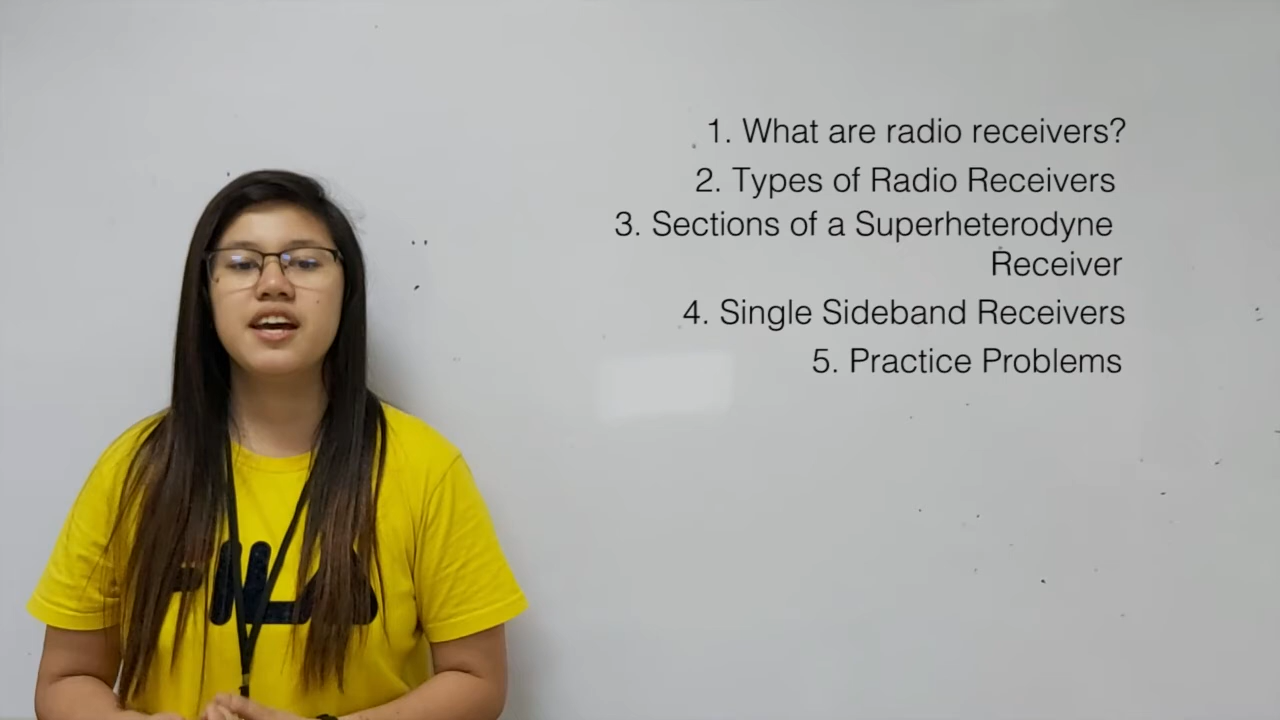 1. What are radio receivers?
2. Types of Radio Receivers
3. Sections of a Superheterodyne
Receiver
4. Single Sideband Receivers
5. Practice Problems
FILA